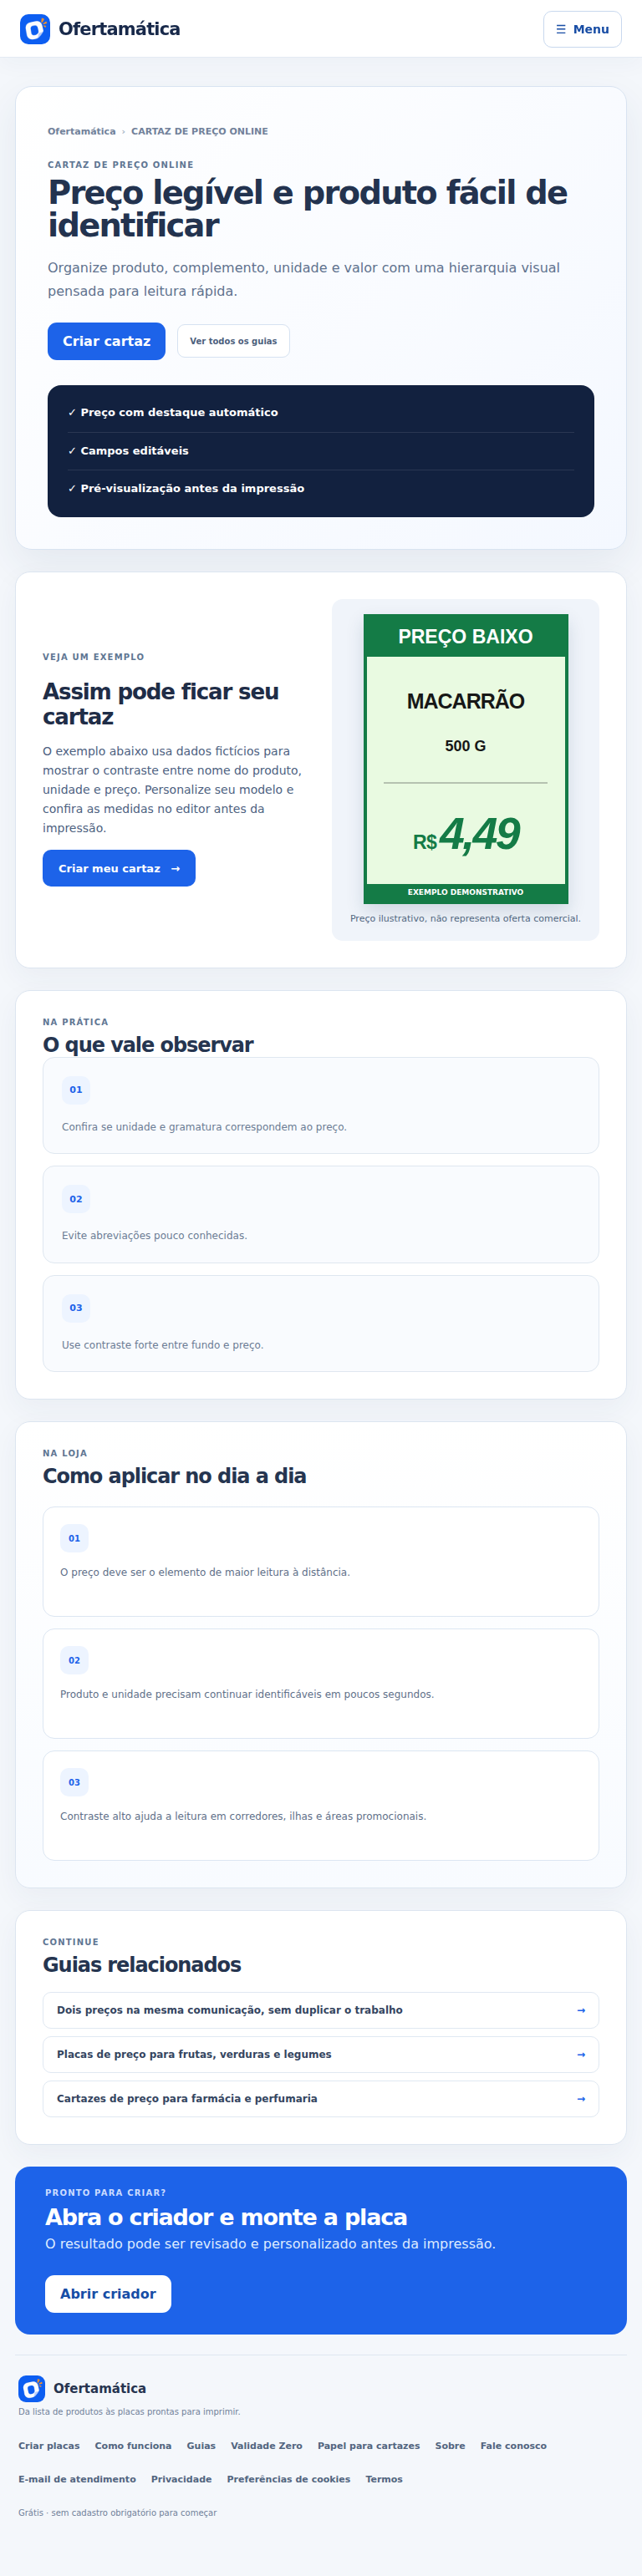 Ofertamática
☰ Menu
Ofertamática › CARTAZ DE PREÇO ONLINE
CARTAZ DE PREÇO ONLINE
Preço legível e produto fácil de
identificar
Organize produto, complemento, unidade e valor com uma hierarquia visual
pensada para leitura rápida.
Criar cartaz
Ver todos os guias
✓ Preço com destaque automático
✓ Campos editáveis
✓ Pré-visualização antes da impressão
VEJA UM EXEMPLO
Assim pode ficar seu
cartaz
O exemplo abaixo usa dados fictícios para
mostrar o contraste entre nome do produto,
unidade e preço. Personalize seu modelo e
confira as medidas no editor antes da
impressão.
Criar meu cartaz →
PREÇO BAIXO
MACARRÃO
500 G
R$ 4,49
EXEMPLO DEMONSTRATIVO
Preço ilustrativo, não representa oferta comercial.
NA PRÁTICA
O que vale observar
01
Confira se unidade e gramatura correspondem ao preço.
02
Evite abreviações pouco conhecidas.
03
Use contraste forte entre fundo e preço.
NA LOJA
Como aplicar no dia a dia
01
O preço deve ser o elemento de maior leitura à distância.
02
Produto e unidade precisam continuar identificáveis em poucos segundos.
03
Contraste alto ajuda a leitura em corredores, ilhas e áreas promocionais.
CONTINUE
Guias relacionados
Dois preços na mesma comunicação, sem duplicar o trabalho →
Placas de preço para frutas, verduras e legumes →
Cartazes de preço para farmácia e perfumaria →
PRONTO PARA CRIAR?
Abra o criador e monte a placa
O resultado pode ser revisado e personalizado antes da impressão.
Abrir criador
Ofertamática
Da lista de produtos às placas prontas para imprimir.
Criar placas Como funciona Guias Validade Zero Papel para cartazes Sobre Fale conosco
E-mail de atendimento Privacidade Preferências de cookies Termos
Grátis · sem cadastro obrigatório para começar